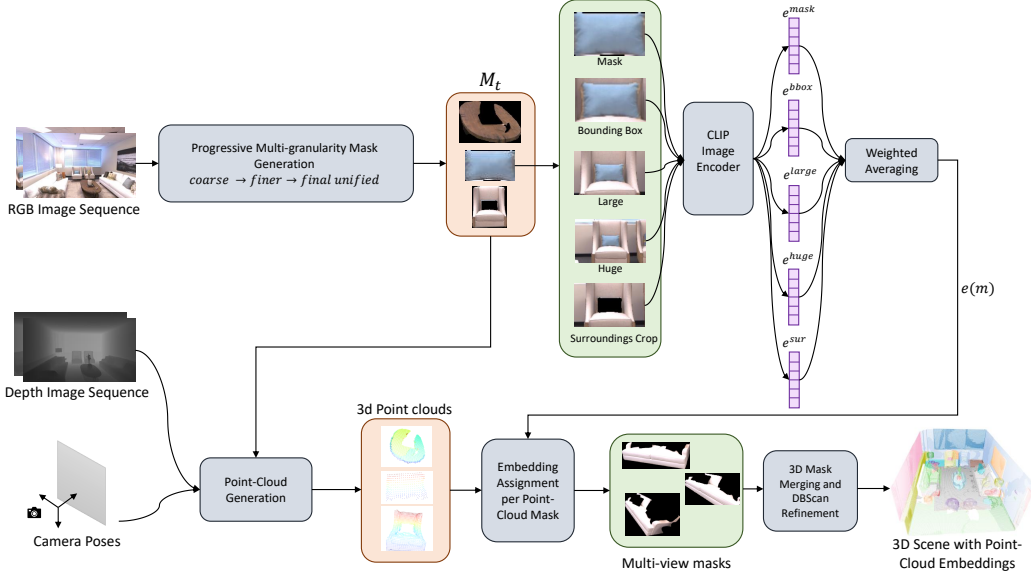 RGB Image Sequence
Progressive Multi-granularity Mask
Generation
coarse → finer → final unified
M_t
Mask
Bounding Box
Large
Huge
Surroundings Crop
CLIP
Image
Encoder
e^{mask}
e^{bbox}
e^{large}
e^{huge}
e^{sur}
Weighted
Averaging
e(m)
Depth Image Sequence
Camera Poses
Point-Cloud
Generation
3d Point clouds
Embedding
Assignment
per Point-
Cloud Mask
Multi-view masks
3D Mask
Merging and
DBScan
Refinement
3D Scene with Point-
Cloud Embeddings